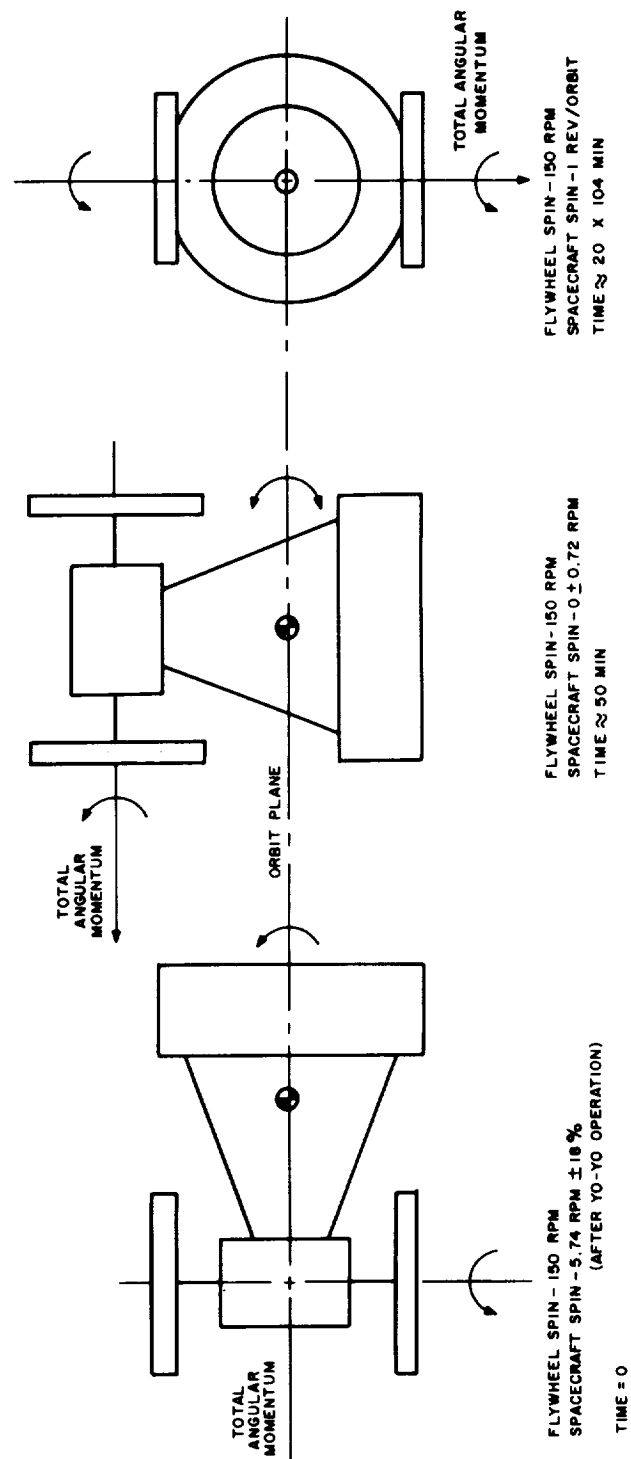 TOTAL
ANGULAR
MOMENTUM
FLYWHEEL SPIN - 150 RPM
SPACECRAFT SPIN - 5.74 RPM ± 18%
(AFTER YO-YO OPERATION)
TIME = 0
TOTAL
ANGULAR
MOMENTUM
ORBIT PLANE
FLYWHEEL SPIN - 150 RPM
SPACECRAFT SPIN - 0 ± 0.72 RPM
TIME ≈ 50 MIN
TOTAL ANGULAR
MOMENTUM
FLYWHEEL SPIN - 150 RPM
SPACECRAFT SPIN - 1 REV/ORBIT
TIME ≈ 20 X 104 MIN